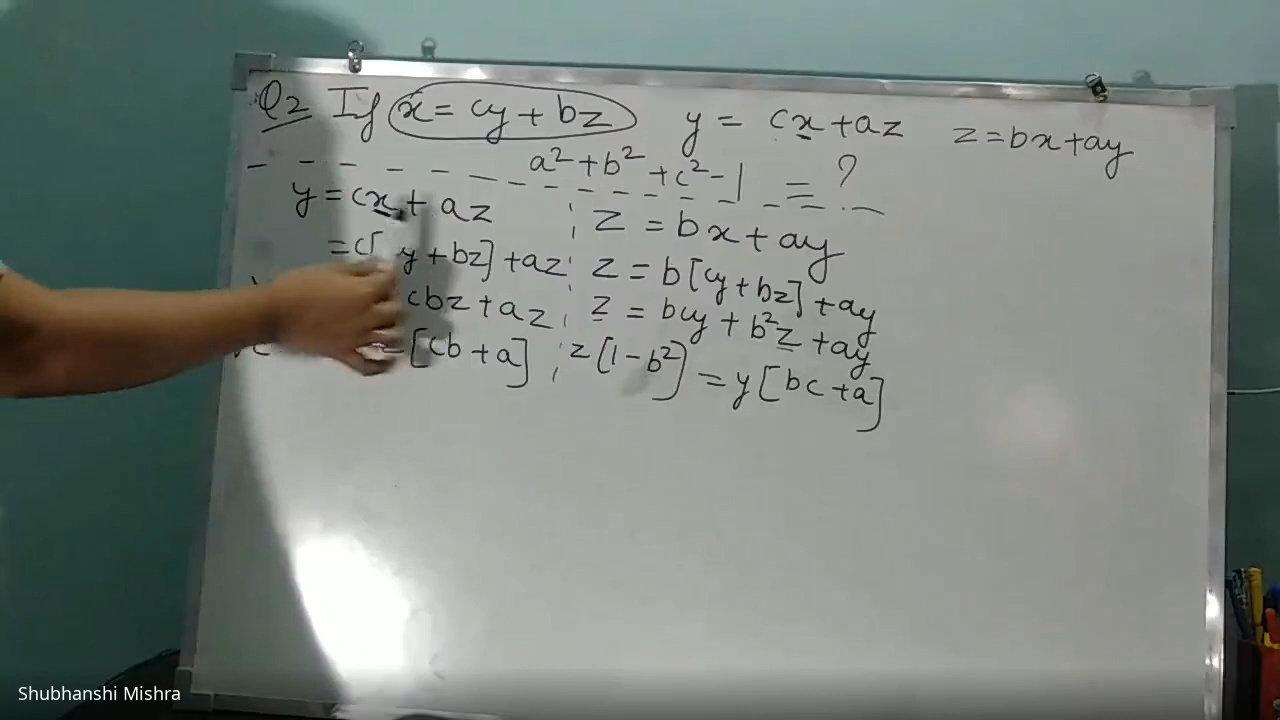 Q2 If x = cy + bz y = cx + az z = bx + ay
a² + b² + c² - 1 = ?
y = cx + az ; z = bx + ay
= c[ y + bz] + az ; z = b[cy + bz] + ay
cbz + az ; z = bcy + b²z + ay
= [cb + a] ; z(1 - b²) = y[bc + a]
Shubhanshi Mishra